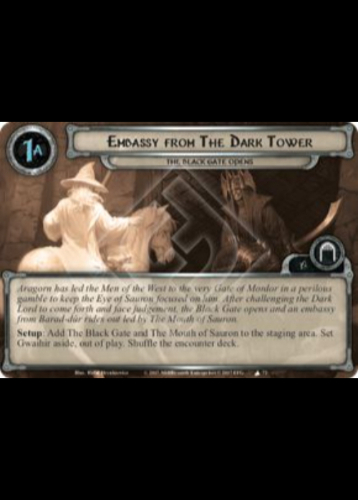 1A
EMBASSY FROM THE DARK TOWER
THE BLACK GATE OPENS
Aragorn has led the Men of the West to the very Gate of Mordor in a perilous
gamble to keep the Eye of Sauron focused on him. After challenging the Dark
Lord to come forth and face judgement, the Black Gate opens and an embassy
from Barad-dûr rides out led by The Mouth of Sauron.
Setup: Add The Black Gate and The Mouth of Sauron to the staging area. Set
Gwaihir aside, out of play. Shuffle the encounter deck.